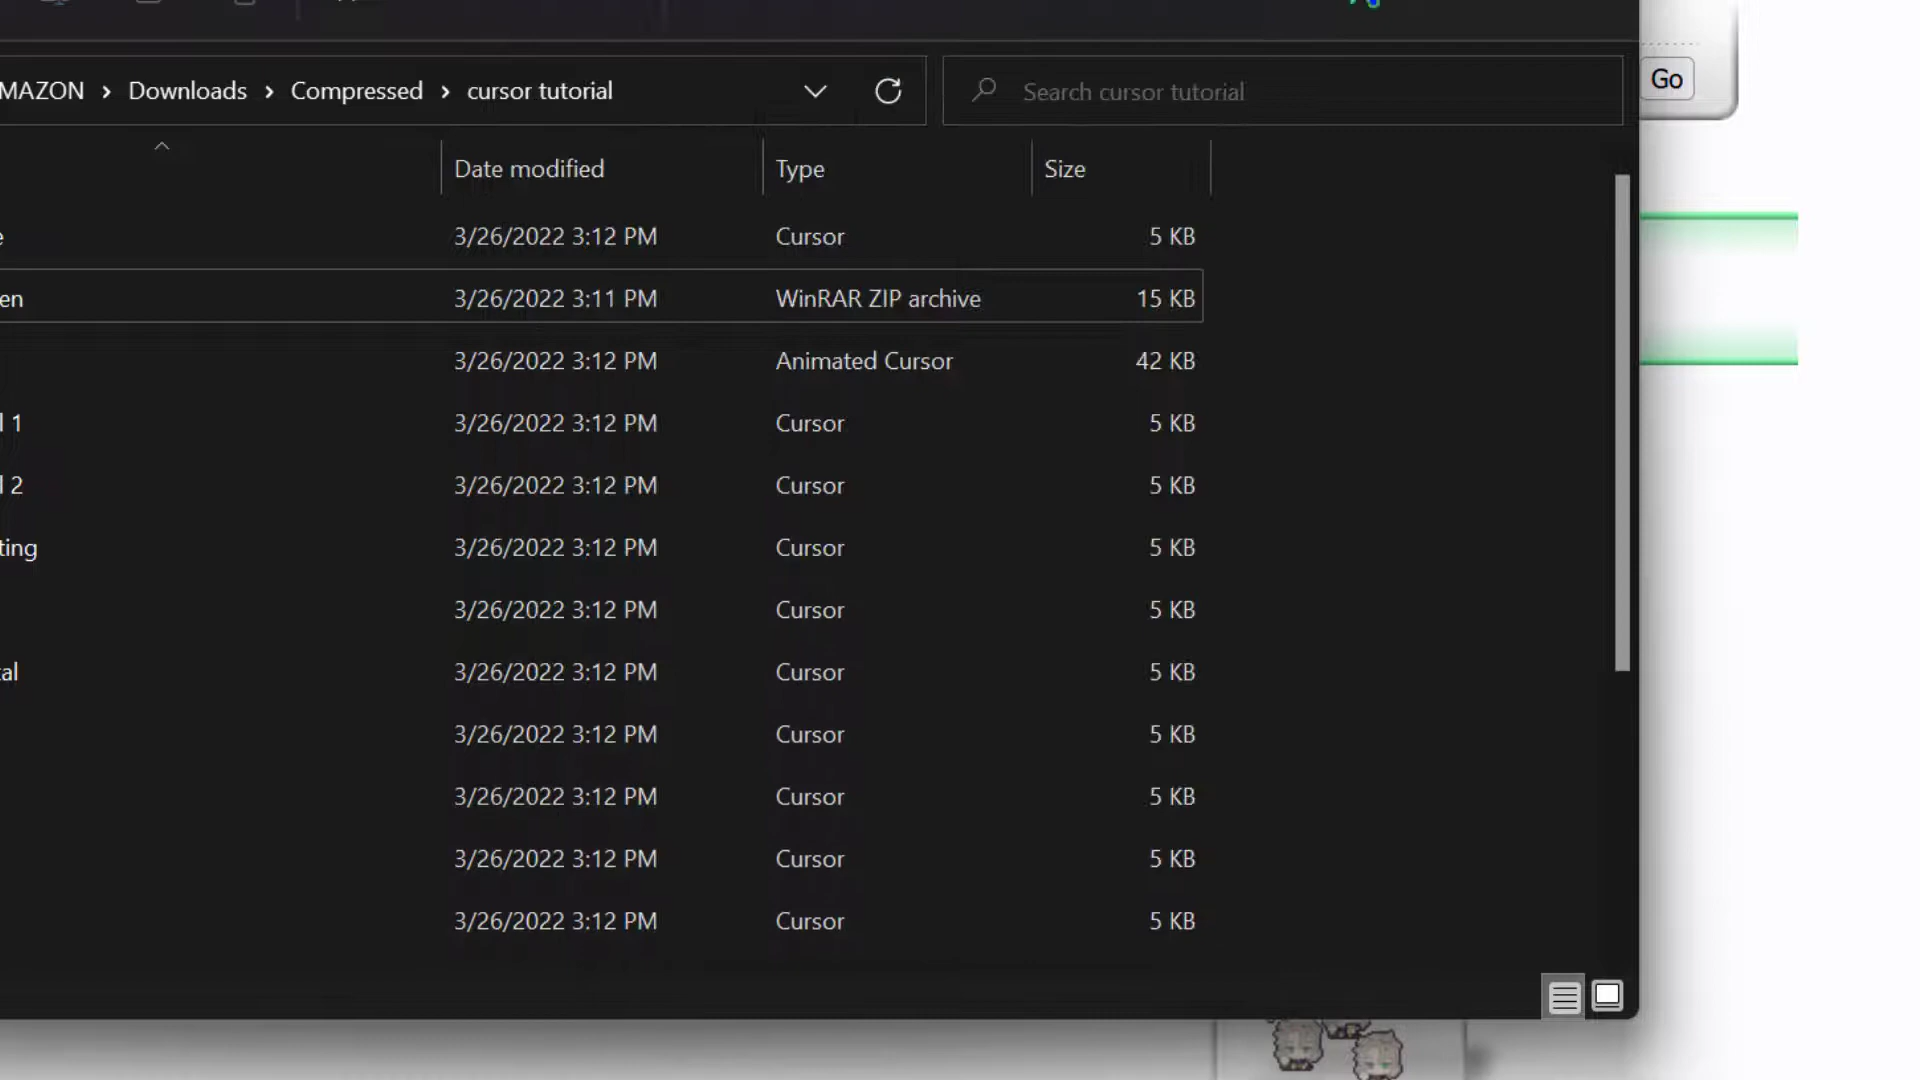 MAZON > Downloads > Compressed > cursor tutorial
Search cursor tutorial
Go
Date modified Type Size
e 3/26/2022 3:12 PM Cursor 5 KB
en 3/26/2022 3:11 PM WinRAR ZIP archive 15 KB
3/26/2022 3:12 PM Animated Cursor 42 KB
l 1 3/26/2022 3:12 PM Cursor 5 KB
l 2 3/26/2022 3:12 PM Cursor 5 KB
ting 3/26/2022 3:12 PM Cursor 5 KB
3/26/2022 3:12 PM Cursor 5 KB
tal 3/26/2022 3:12 PM Cursor 5 KB
3/26/2022 3:12 PM Cursor 5 KB
3/26/2022 3:12 PM Cursor 5 KB
3/26/2022 3:12 PM Cursor 5 KB
3/26/2022 3:12 PM Cursor 5 KB